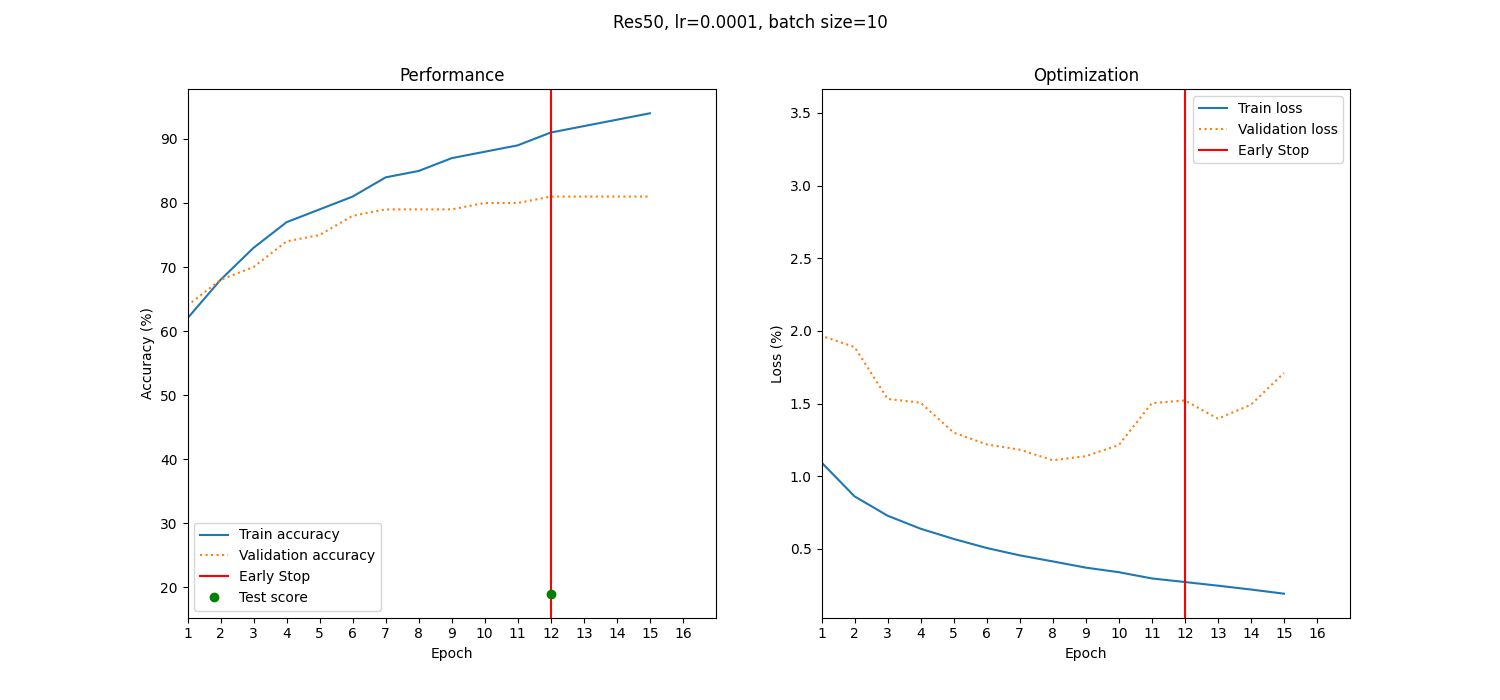 Res50, lr=0.0001, batch size=10
Performance
Accuracy (%)
90
80
70
60
50
40
30
20
Train accuracy
Validation accuracy
Early Stop
Test score
1 2 3 4 5 6 7 8 9 10 11 12 13 14 15 16
Epoch
Optimization
Loss (%)
3.5
3.0
2.5
2.0
1.5
1.0
0.5
Train loss
Validation loss
Early Stop
1 2 3 4 5 6 7 8 9 10 11 12 13 14 15 16
Epoch